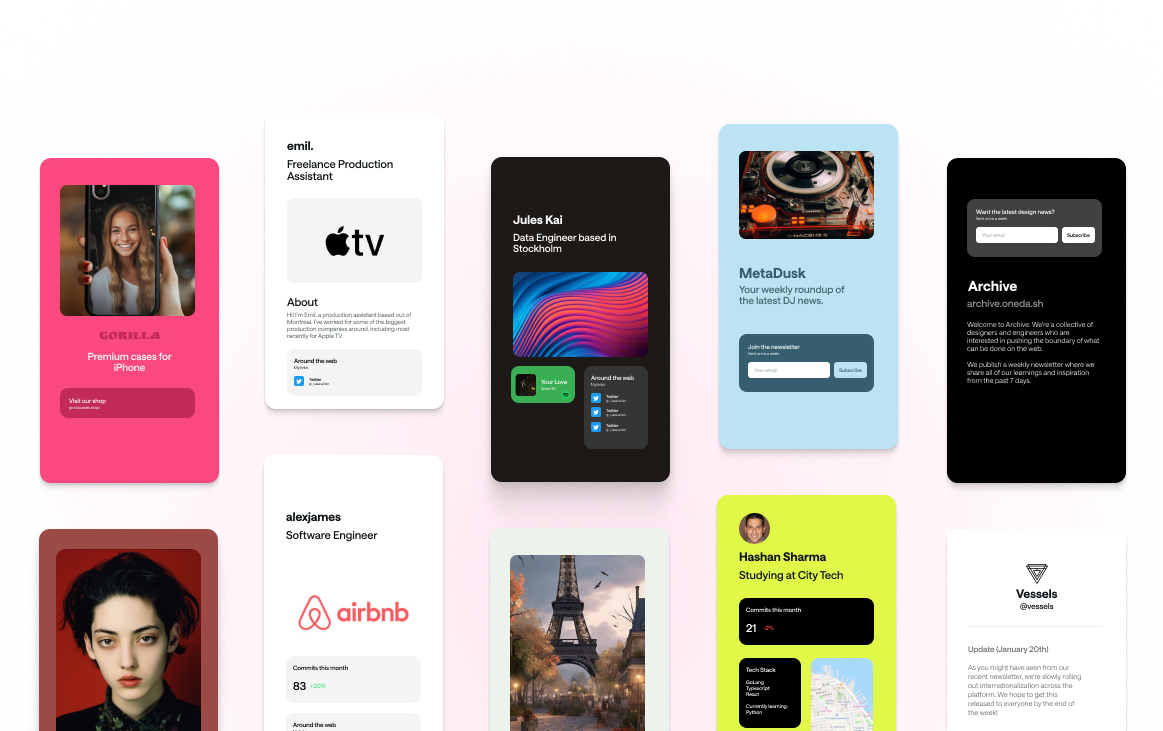 GORILLA
Premium cases for
iPhone
Visit our shop
emil.
Freelance Production
Assistant
tv
About
Hi! I'm Emil, a production assistant based out of
Montreal. I've worked for some of the biggest
production companies around, including most
recently for Apple TV.
Around the web
My links
Twitter
Jules Kai
Data Engineer based in
Stockholm
Your Love
Around the web
My links
Twitter
Twitter
Twitter
MetaDusk
Your weekly roundup of
the latest DJ news.
Join the newsletter
Sent once a week
Your email
Subscribe
Want the latest design news?
Sent once a week
Your email
Subscribe
Archive
archive.oneda.sh
Welcome to Archive. We're a collective of
designers and engineers who are
interested in pushing the boundary of what
can be done on the web.
We publish a weekly newsletter where we
share all of our learnings and inspiration
from the past 7 days.
alexjames
Software Engineer
airbnb
Commits this month
83 +20%
Around the web
Hashan Sharma
Studying at City Tech
Commits this month
21 -2%
Tech Stack
GoLang
Typescript
React
Currently learning:
Python
Vessels
@vessels
Update (January 20th)
As you might have seen from our
recent newsletter, we're slowly rolling
out internationalization across the
platform. We hope to get this
released to everyone by the end of
the week!